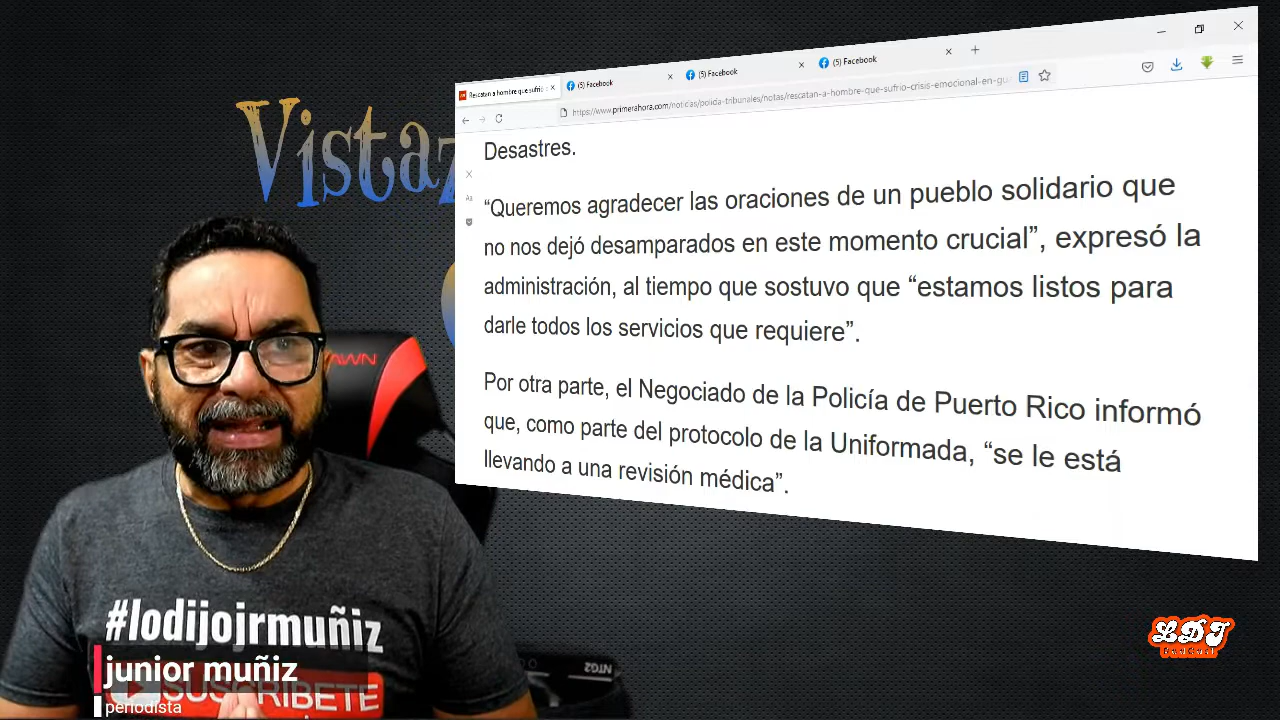 Vistaz
Rescatan a hombre que sufrió c
(5) Facebook
(5) Facebook
(5) Facebook
https://www.primerahora.com/noticias/policia-tribunales/notas/rescatan-a-hombre-que-sufrio-crisis-emocional-en-gu
Desastres.
“Queremos agradecer las oraciones de un pueblo solidario que
no nos dejó desamparados en este momento crucial”, expresó la
administración, al tiempo que sostuvo que “estamos listos para
darle todos los servicios que requiere”.
Por otra parte, el Negociado de la Policía de Puerto Rico informó
que, como parte del protocolo de la Uniformada, “se le está
llevando a una revisión médica”.
AWN
#lodijojrmuñiz
junior muñiz
SUSCRIBETE
periodista
LDJ